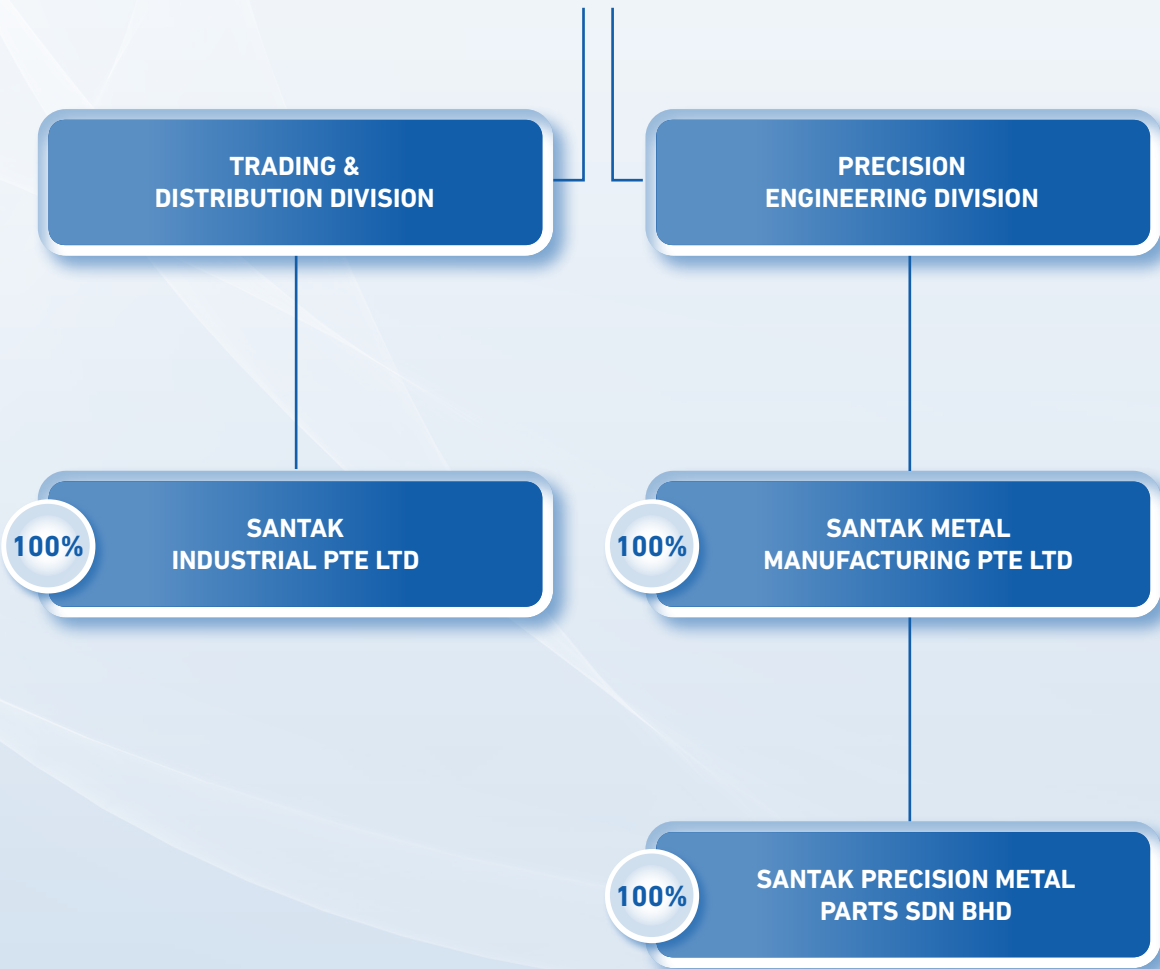 TRADING &
DISTRIBUTION DIVISION
PRECISION
ENGINEERING DIVISION
100%
SANTAK
INDUSTRIAL PTE LTD
100%
SANTAK METAL
MANUFACTURING PTE LTD
100%
SANTAK PRECISION METAL
PARTS SDN BHD